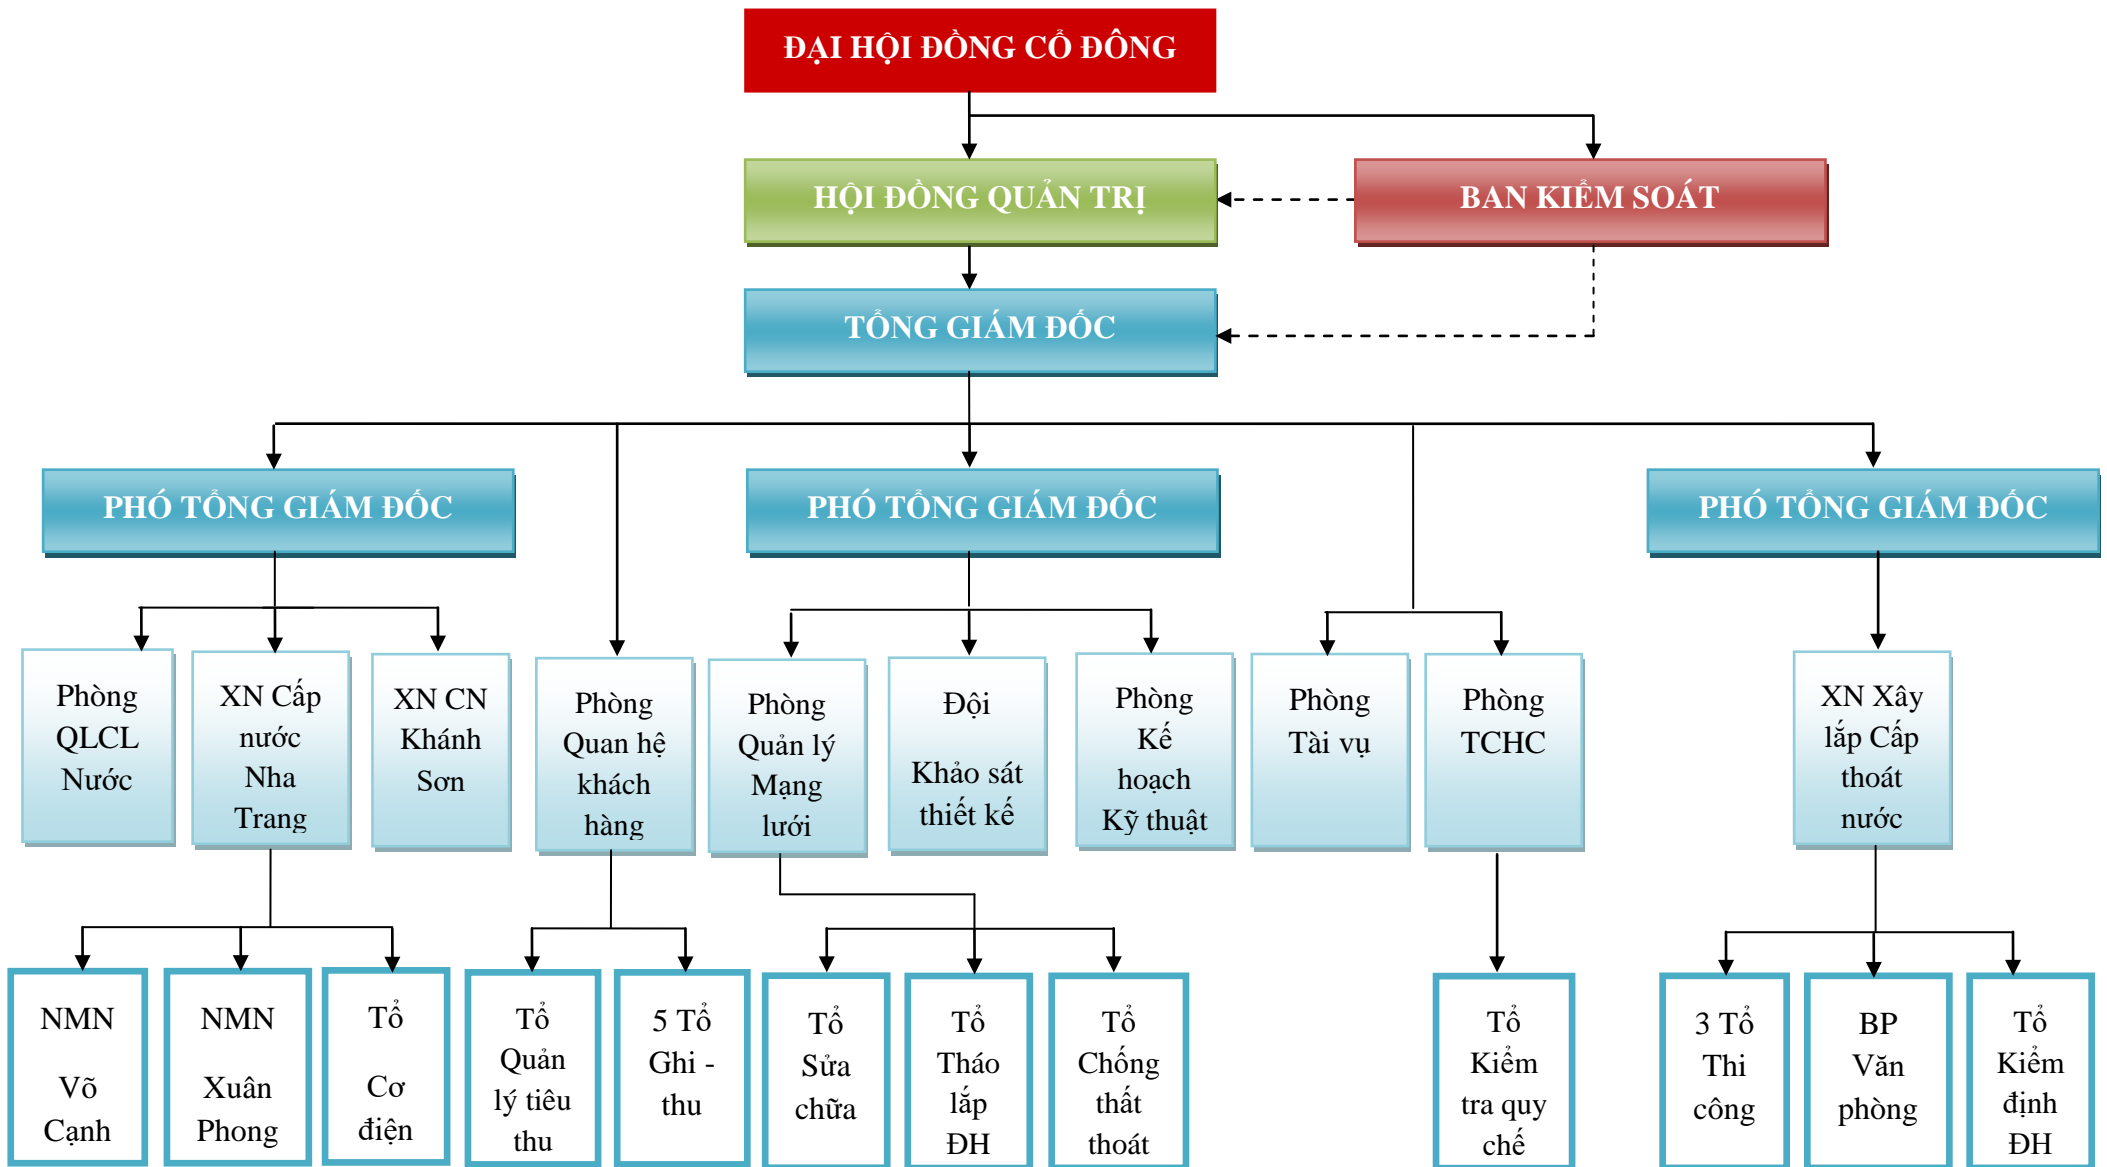 ĐẠI HỘI ĐỒNG CỔ ĐÔNG
HỘI ĐỒNG QUẢN TRỊ
BAN KIỂM SOÁT
TỔNG GIÁM ĐỐC
PHÓ TỔNG GIÁM ĐỐC
PHÓ TỔNG GIÁM ĐỐC
PHÓ TỔNG GIÁM ĐỐC
Phòng
QLCL
Nước
XN Cấp
nước
Nha
Trang
XN CN
Khánh
Sơn
Phòng
Quan hệ
khách
hàng
Phòng
Quản lý
Mạng
lưới
Đội
Khảo sát
thiết kế
Phòng
Kế
hoạch
Kỹ thuật
Phòng
Tài vụ
Phòng
TCHC
XN Xây
lắp Cấp
thoát
nước
NMN
Võ
Cạnh
NMN
Xuân
Phong
Tổ
Cơ
điện
Tổ
Quản
lý tiêu
thu
5 Tổ
Ghi -
thu
Tổ
Sửa
chữa
Tổ
Tháo
lắp
ĐH
Tổ
Chống
thất
thoát
Tổ
Kiểm
tra quy
chế
3 Tổ
Thi
công
BP
Văn
phòng
Tổ
Kiểm
định
ĐH